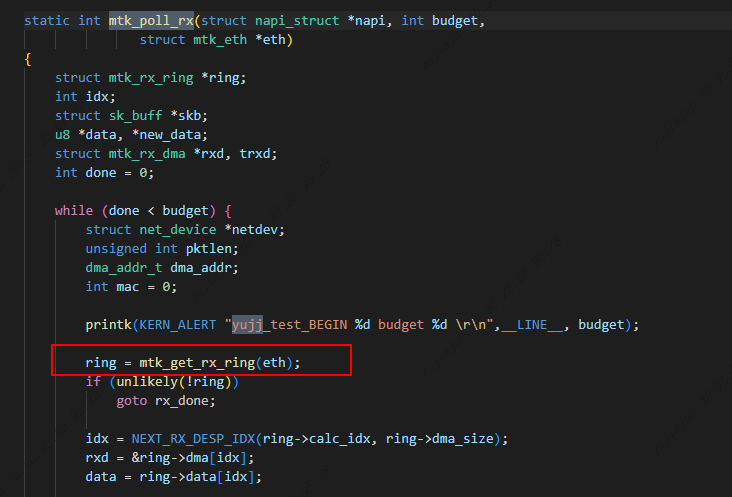 static int mtk_poll_rx(struct napi_struct *napi, int budget,
struct mtk_eth *eth)
{
struct mtk_rx_ring *ring;
int idx;
struct sk_buff *skb;
u8 *data, *new_data;
struct mtk_rx_dma *rxd, trxd;
int done = 0;
while (done < budget) {
struct net_device *netdev;
unsigned int pktlen;
dma_addr_t dma_addr;
int mac = 0;
printk(KERN_ALERT "yujj_test_BEGIN %d budget %d \r\n",__LINE__, budget);
ring = mtk_get_rx_ring(eth);
if (unlikely(!ring))
goto rx_done;
idx = NEXT_RX_DESP_IDX(ring->calc_idx, ring->dma_size);
rxd = &ring->dma[idx];
data = ring->data[idx];